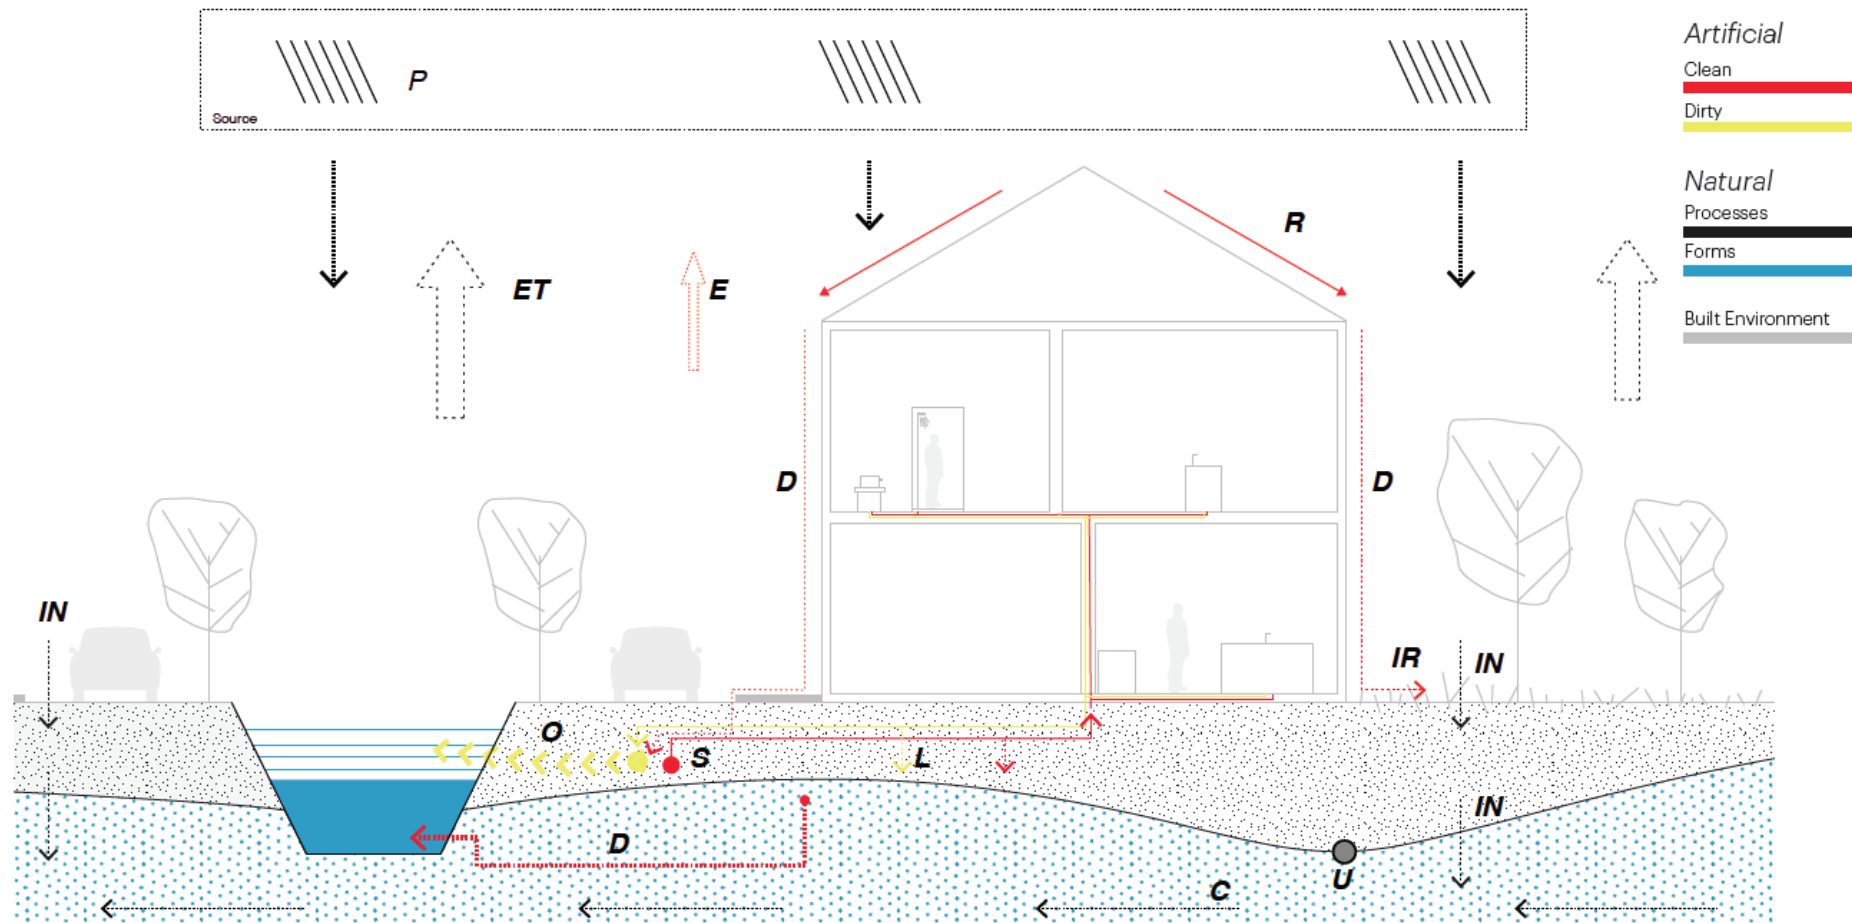 P
Source
Artificial
Clean
Dirty
Natural
Processes
Forms
Built Environment
R
ET
E
D
D
IN
IR
IN
O
S
L
IN
D
U
C